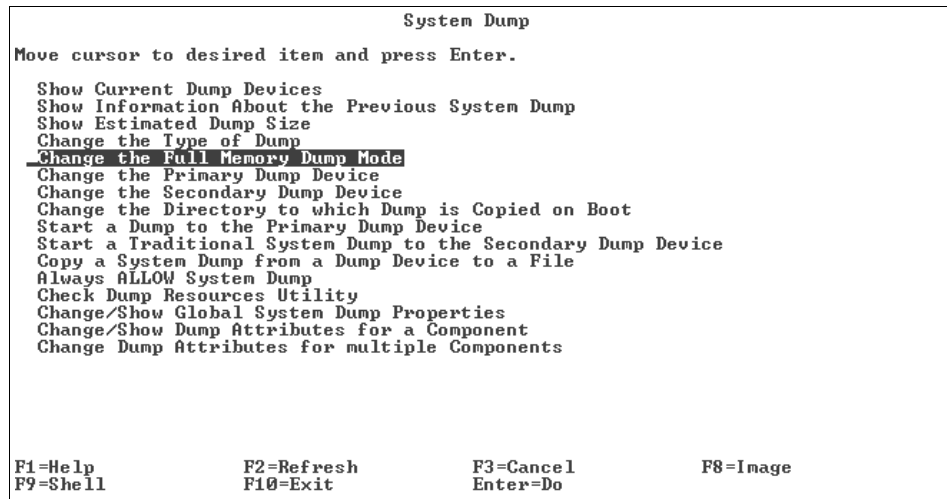 System Dump
Move cursor to desired item and press Enter.
Show Current Dump Devices
Show Information About the Previous System Dump
Show Estimated Dump Size
Change the Type of Dump
Change the Full Memory Dump Mode
Change the Primary Dump Device
Change the Secondary Dump Device
Change the Directory to which Dump is Copied on Boot
Start a Dump to the Primary Dump Device
Start a Traditional System Dump to the Secondary Dump Device
Copy a System Dump from a Dump Device to a File
Always ALLOW System Dump
Check Dump Resources Utility
Change/Show Global System Dump Properties
Change/Show Dump Attributes for a Component
Change Dump Attributes for multiple Components
F1=Help F2=Refresh F3=Cancel F8=Image
F9=Shell F10=Exit Enter=Do